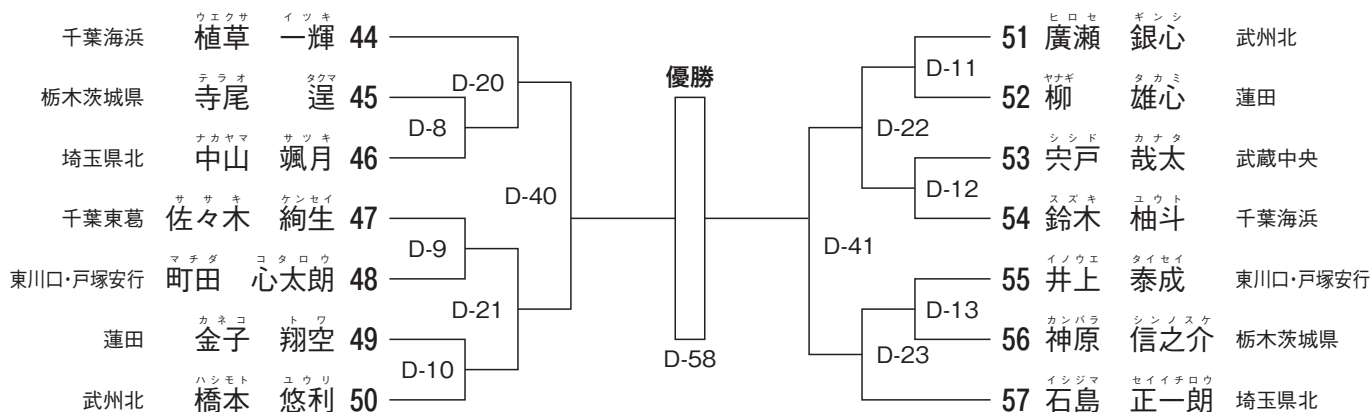 千葉海浜 植草 一輝 44
ウエクサ イツキ
D-20
栃木茨城県 寺尾 逞 45
テラオ タクマ
D-8
埼玉県北 中山 颯月 46
ナカヤマ サツキ
D-40
千葉東葛 佐々木 絢生 47
ササキ ケンセイ
D-9
東川口・戸塚安行 町田 心太朗 48
マチダ コタロウ
D-21
蓮田 金子 翔空 49
カネコ トワ
D-10
武州北 橋本 悠利 50
ハシモト ユウリ
優勝
D-58
51 廣瀬 銀心 武州北
ヒロセ ギンシ
D-11
52 柳 雄心 蓮田
ヤナギ タカミ
D-22
53 宍戸 哉太 武蔵中央
シシド カナタ
D-12
54 鈴木 柚斗 千葉海浜
スズキ ユウト
D-41
55 井上 泰成 東川口・戸塚安行
イノウエ タイセイ
D-13
56 神原 信之介 栃木茨城県
カンバラ シンノスケ
D-23
57 石島 正一朗 埼玉県北
イシジマ セイイチロウ